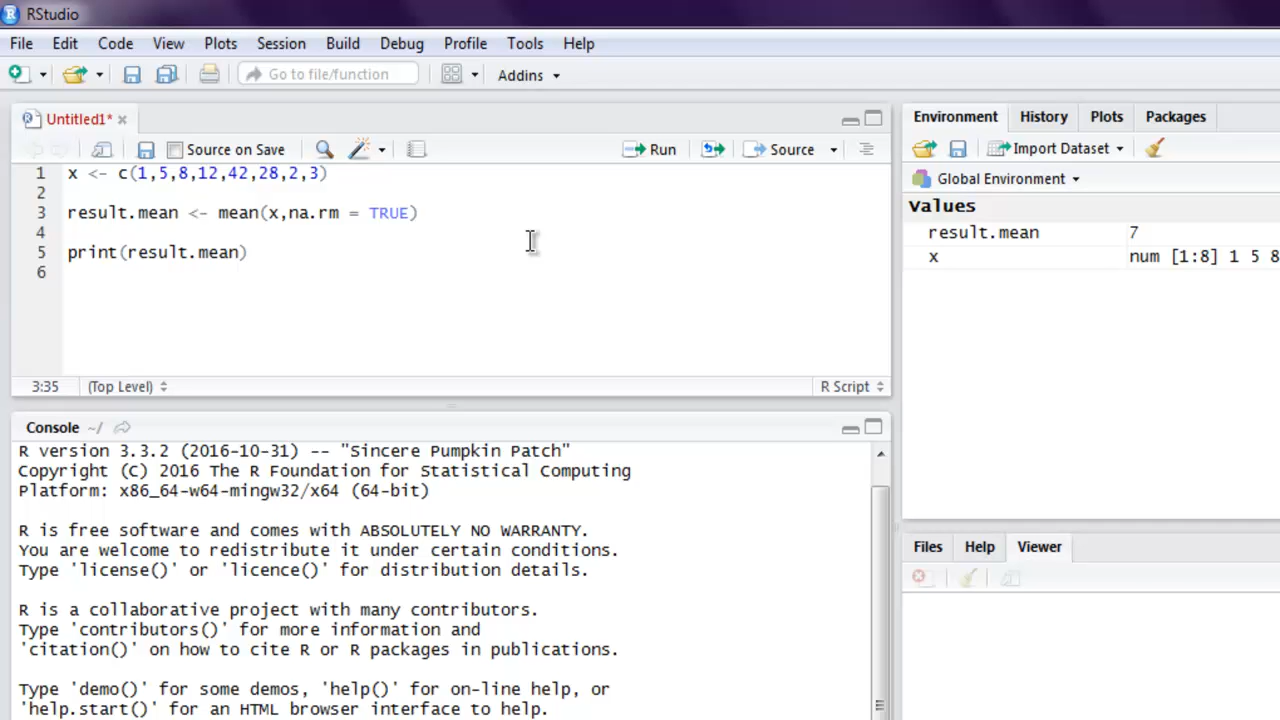 RStudio
File Edit Code View Plots Session Build Debug Profile Tools Help
Go to file/function Addins
Untitled1*
Source on Save Run Source
1 x <- c(1,5,8,12,42,28,2,3)
2
3 result.mean <- mean(x,na.rm = TRUE)
4
5 print(result.mean)
6
3:35 (Top Level) R Script
Console ~/
R version 3.3.2 (2016-10-31) -- "Sincere Pumpkin Patch"
Copyright (C) 2016 The R Foundation for Statistical Computing
Platform: x86_64-w64-mingw32/x64 (64-bit)
R is free software and comes with ABSOLUTELY NO WARRANTY.
You are welcome to redistribute it under certain conditions.
Type 'license()' or 'licence()' for distribution details.
R is a collaborative project with many contributors.
Type 'contributors()' for more information and
'citation()' on how to cite R or R packages in publications.
Type 'demo()' for some demos, 'help()' for on-line help, or
'help.start()' for an HTML browser interface to help.
Environment History Plots Packages
Import Dataset
Global Environment
Values
result.mean 7
x num [1:8] 1 5 8
Files Help Viewer